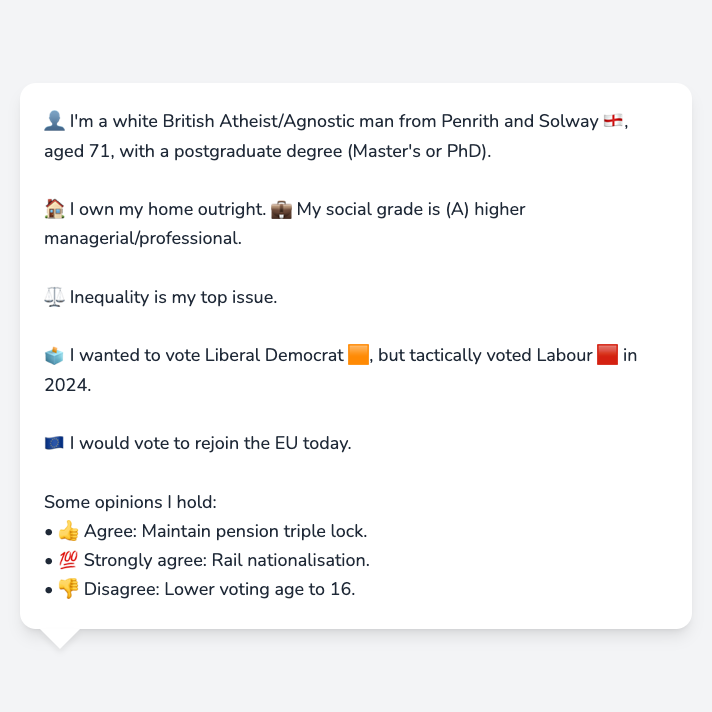 👤 I'm a white British Atheist/Agnostic man from Penrith and Solway 🏴󠁧󠁢󠁥󠁮󠁧󠁿,
aged 71, with a postgraduate degree (Master's or PhD).
🏠 I own my home outright. 💼 My social grade is (A) higher
managerial/professional.
⚖️ Inequality is my top issue.
🗳️ I wanted to vote Liberal Democrat 🟧, but tactically voted Labour 🟥 in
2024.
🇪🇺 I would vote to rejoin the EU today.
Some opinions I hold:
• 👍 Agree: Maintain pension triple lock.
• 💯 Strongly agree: Rail nationalisation.
• 👎 Disagree: Lower voting age to 16.